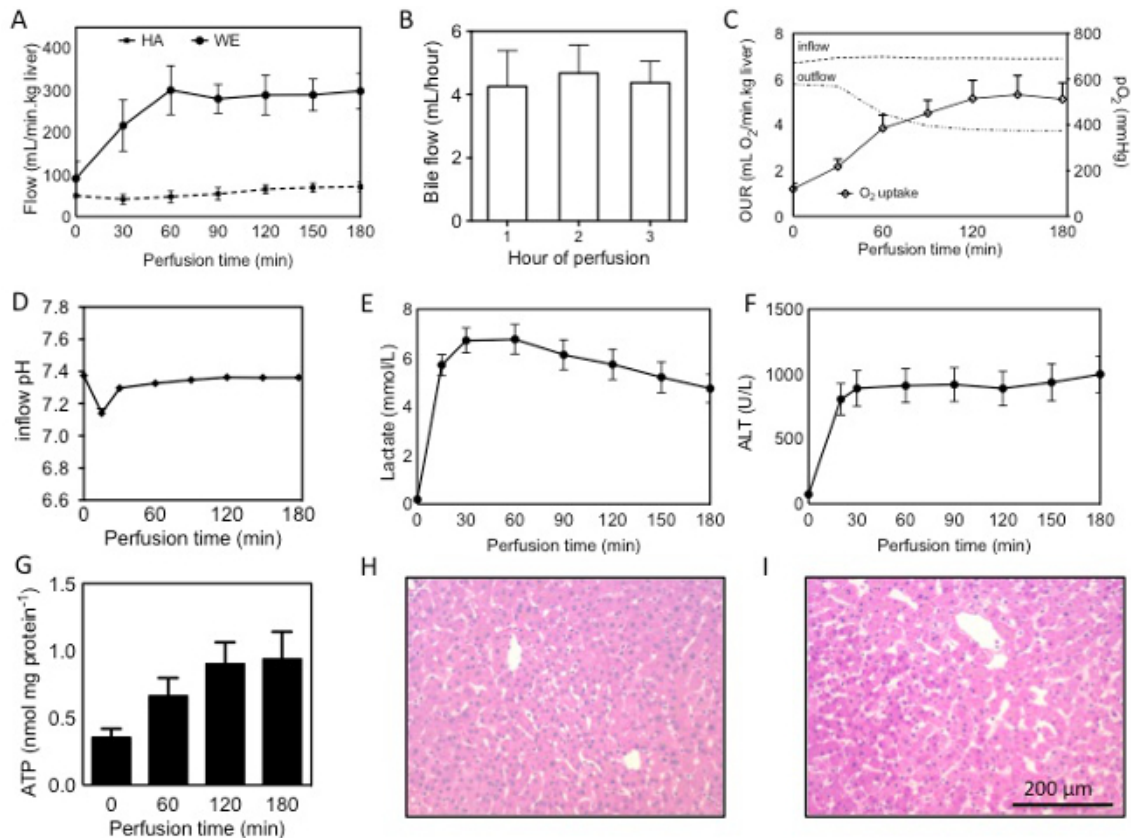 A
HA
WE
Flow (mL/min.kg liver)
400
300
200
100
0
0 30 60 90 120 150 180
Perfusion time (min)
B
Bile flow (mL/hour)
8
6
4
2
0
1 2 3
Hour of perfusion
C
OUR (mL O₂/min.kg liver)
8
6
4
2
0
inflow
outflow
O₂ uptake
800
600
400
200
0
pO₂ (mmHg)
0 60 120 180
Perfusion time (min)
D
inflow pH
7.8
7.6
7.4
7.2
7.0
6.8
6.6
0 60 120 180
Perfusion time (min)
E
Lactate (mmol/L)
8
6
4
2
0
0 30 60 90 120 150 180
Perfusion time (min)
F
ALT (U/L)
1500
1000
500
0
0 30 60 90 120 150 180
Perfusion time (min)
G
ATP (nmol mg protein⁻¹)
1.5
1.0
0.5
0.0
0 60 120 180
Perfusion time (min)
H
I
200 µm